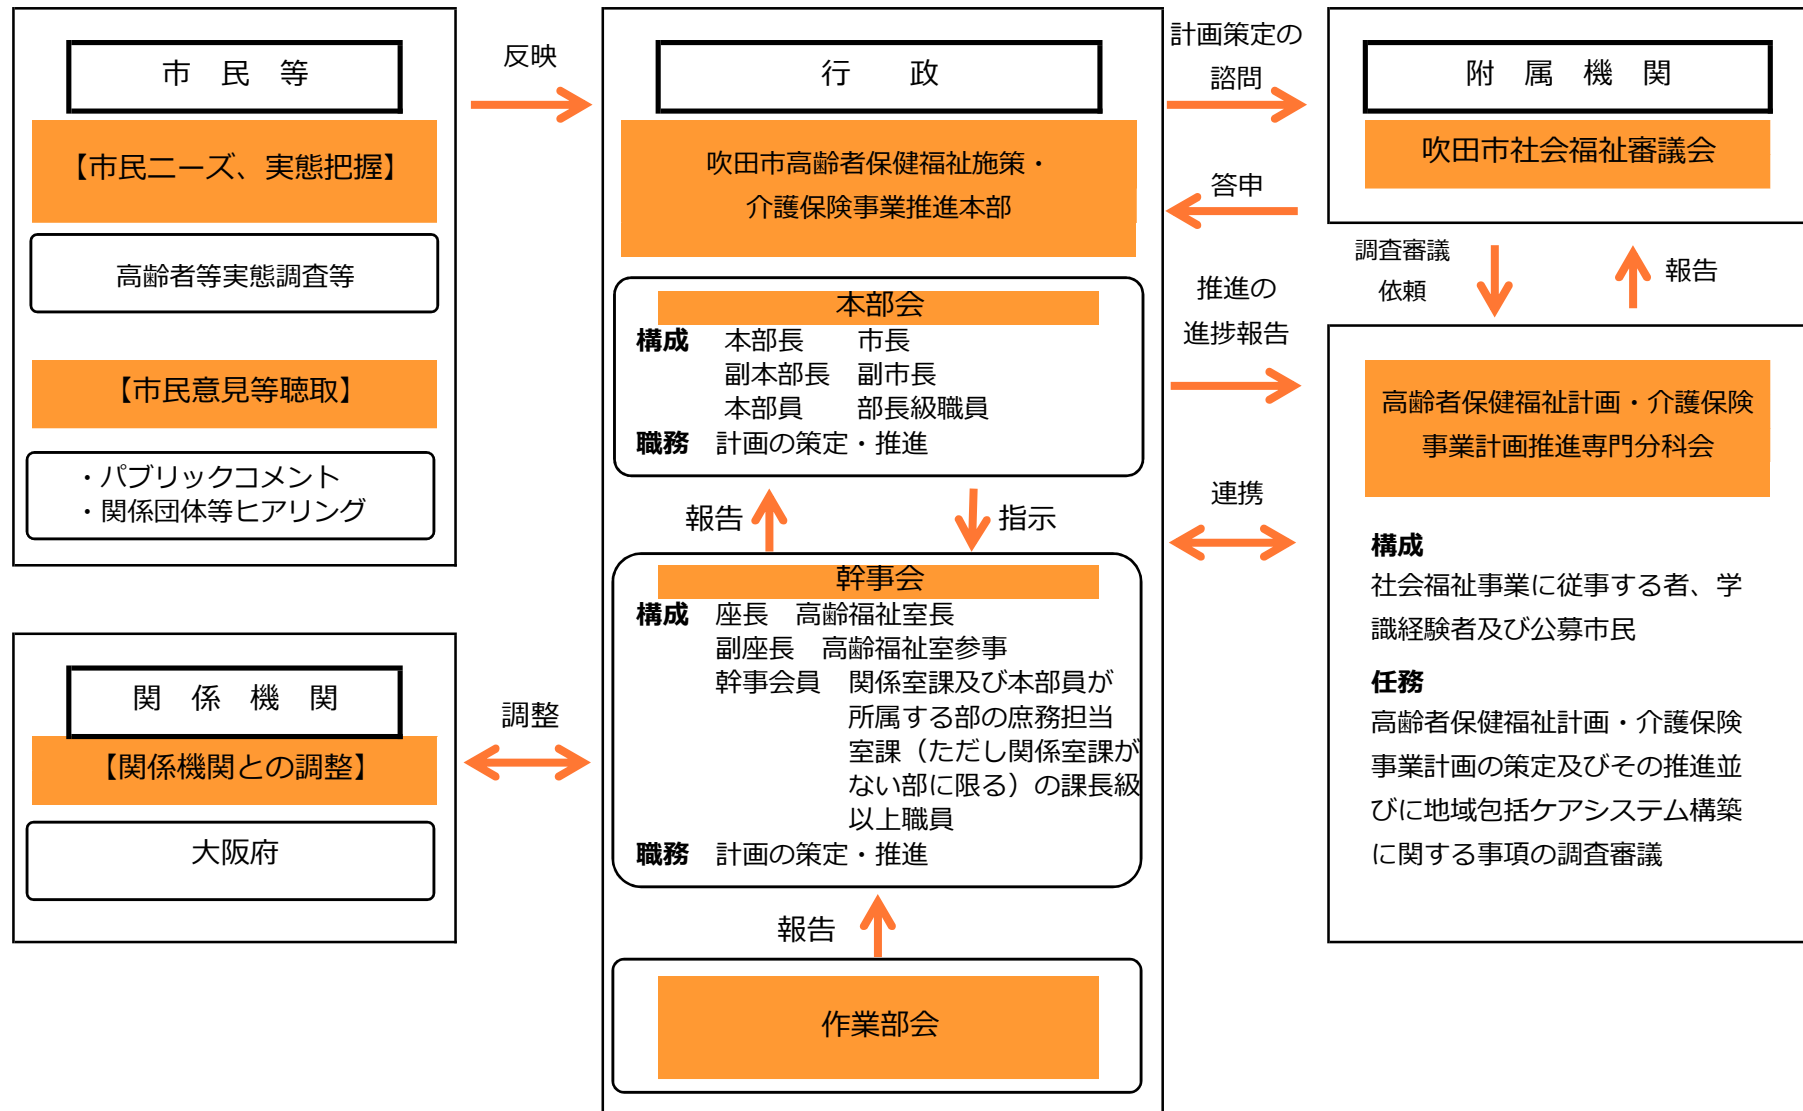 市　民　等
【市民ニーズ、実態把握】
高齢者等実態調査等
【市民意見等聴取】
・パブリックコメント
・関係団体等ヒアリング
関　係　機　関
【関係機関との調整】
大阪府
反映
調整
行　　政
吹田市高齢者保健福祉施策・
介護保険事業推進本部
本部会
構成　本部長　　市長
副本部長　副市長
本部員　　部長級職員
職務　計画の策定・推進
報告
指示
幹事会
構成　座長　高齢福祉室長
副座長　高齢福祉室参事
幹事会員　関係室課及び本部員が
所属する部の庶務担当
室課（ただし関係室課が
ない部に限る）の課長級
以上職員
職務　計画の策定・推進
報告
作業部会
計画策定の
諮問
答申
推進の
進捗報告
連携
附　属　機　関
吹田市社会福祉審議会
調査審議
依頼
報告
高齢者保健福祉計画・介護保険
事業計画推進専門分科会
構成
社会福祉事業に従事する者、学
識経験者及び公募市民
任務
高齢者保健福祉計画・介護保険
事業計画の策定及びその推進並
びに地域包括ケアシステム構築
に関する事項の調査審議